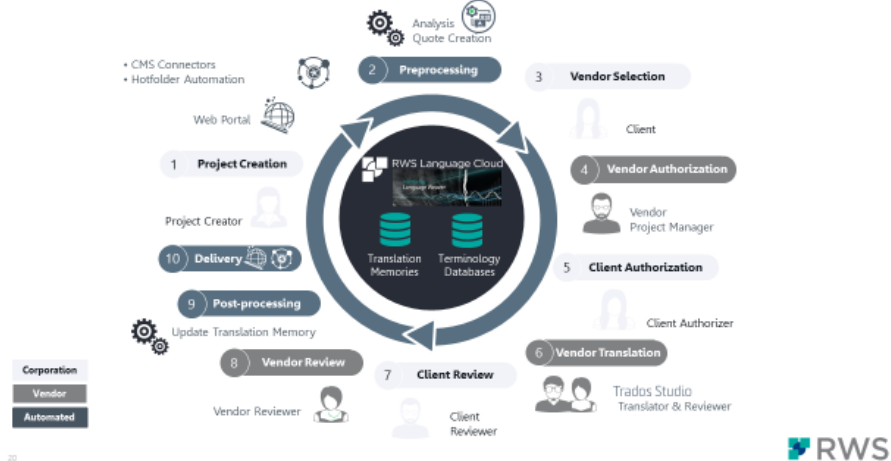 Analysis
Quote Creation
• CMS Connectors
• Hotfolder Automation
2 Preprocessing
3 Vendor Selection
Web Portal
Client
1 Project Creation
RWS Language Cloud
4 Vendor Authorization
Vendor
Project Manager
Project Creator
Translation
Memories
Terminology
Databases
10 Delivery
5 Client Authorization
9 Post-processing
Client Authorizer
Update Translation Memory
8 Vendor Review
6 Vendor Translation
7 Client Review
Corporation
Vendor
Automated
Trados Studio
Translator & Reviewer
Vendor Reviewer
Client
Reviewer
20
RWS